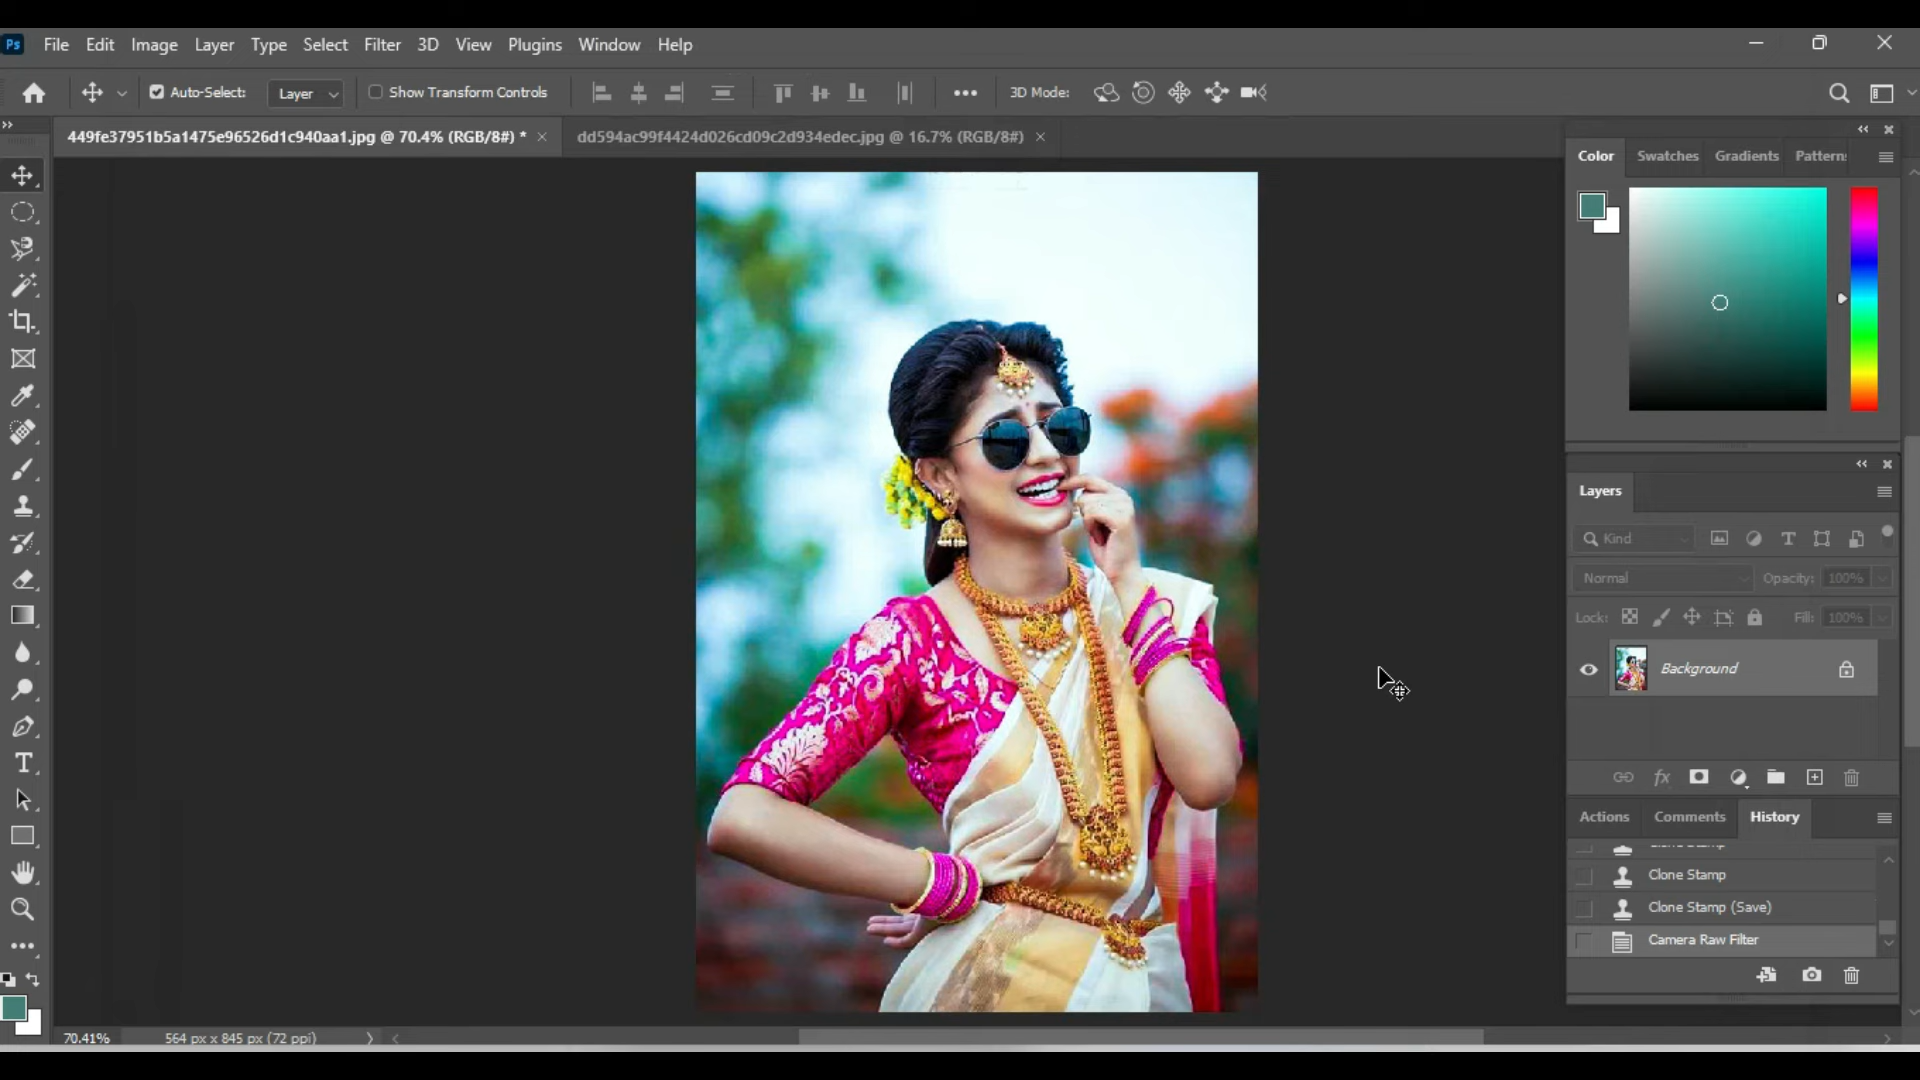 Ps File Edit Image Layer Type Select Filter 3D View Plugins Window Help
Auto-Select: Layer Show Transform Controls 3D Mode:
449fe37951b5a1475e96526d1c940aa1.jpg @ 70.4% (RGB/8#) * dd594ac99f4424d026cd09c2d934edec.jpg @ 16.7% (RGB/8#)
Color Swatches Gradients Pattern
Layers
Kind
Normal Opacity: 100%
Lock: Fill: 100%
Background
fx
Actions Comments History
Clone Stamp
Clone Stamp (Save)
Camera Raw Filter
70.41% 564 px x 845 px (72 ppi)